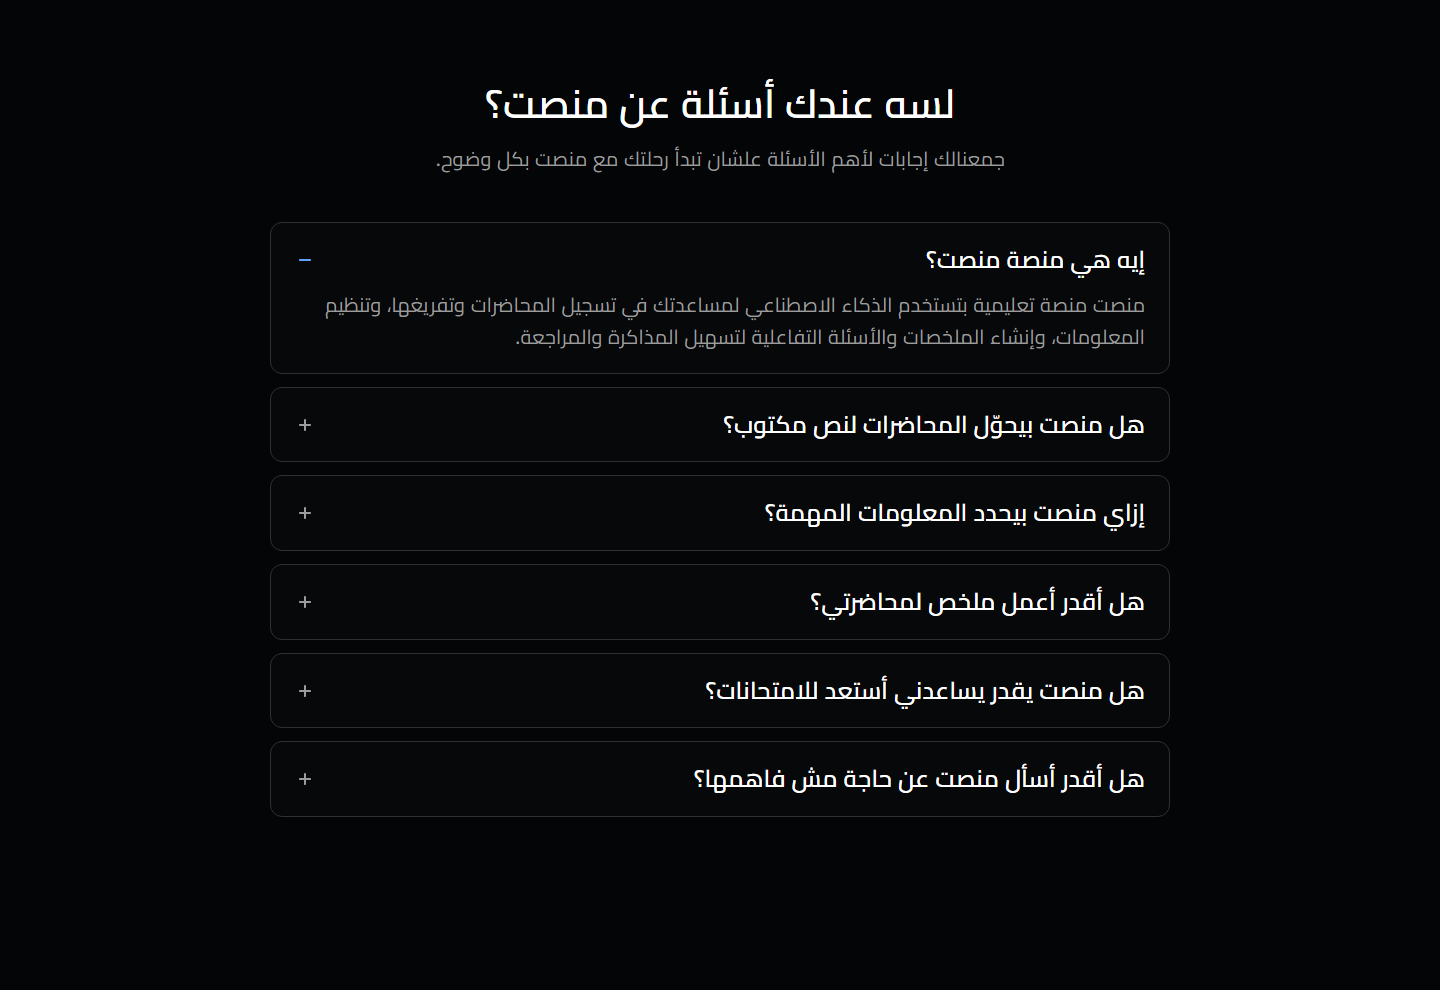 لسه عندك أسئلة عن منصت؟
جمعنالك إجابات لأهم الأسئلة علشان تبدأ رحلتك مع منصت بكل وضوح.
إيه هي منصة منصت؟
منصت منصة تعليمية بتستخدم الذكاء الاصطناعي لمساعدتك في تسجيل المحاضرات وتفريغها، وتنظيم
المعلومات، وإنشاء الملخصات والأسئلة التفاعلية لتسهيل المذاكرة والمراجعة.
هل منصت بيحوّل المحاضرات لنص مكتوب؟
إزاي منصت بيحدد المعلومات المهمة؟
هل أقدر أعمل ملخص لمحاضرتي؟
هل منصت يقدر يساعدني أستعد للامتحانات؟
هل أقدر أسأل منصت عن حاجة مش فاهمها؟